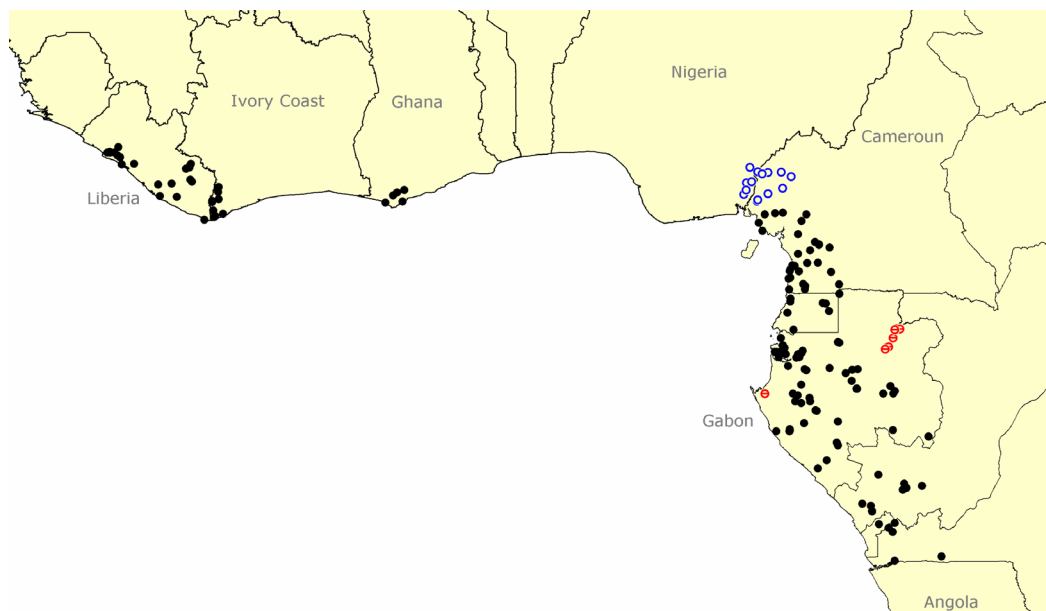 Nigeria
Ivory Coast
Ghana
Cameroun
Liberia
Gabon
Angola